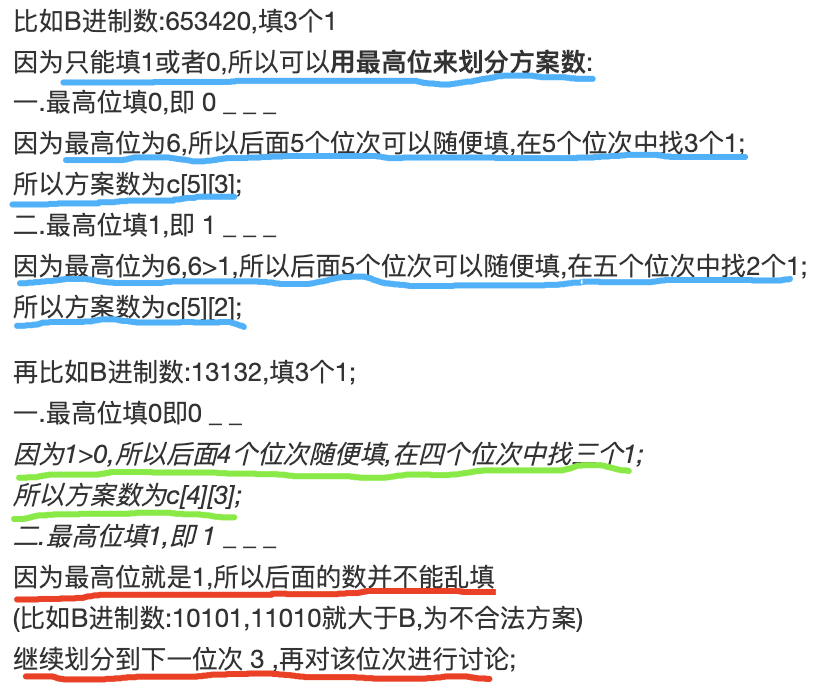 比如B进制数:653420,填3个1
因为只能填1或者0,所以可以用最高位来划分方案数:
一.最高位填0,即 0 _ _ _
因为最高位为6,所以后面5个位次可以随便填,在5个位次中找3个1;
所以方案数为c[5][3];
二.最高位填1,即 1 _ _ _
因为最高位为6,6>1,所以后面5个位次可以随便填,在五个位次中找2个1;
所以方案数为c[5][2];
再比如B进制数:13132,填3个1;
一.最高位填0即0 _ _
因为1>0,所以后面4个位次随便填,在四个位次中找三个1;
所以方案数为c[4][3];
二.最高位填1,即 1 _ _ _
因为最高位就是1,所以后面的数并不能乱填
(比如B进制数:10101,11010就大于B,为不合法方案)
继续划分到下一位次 3 ,再对该位次进行讨论;